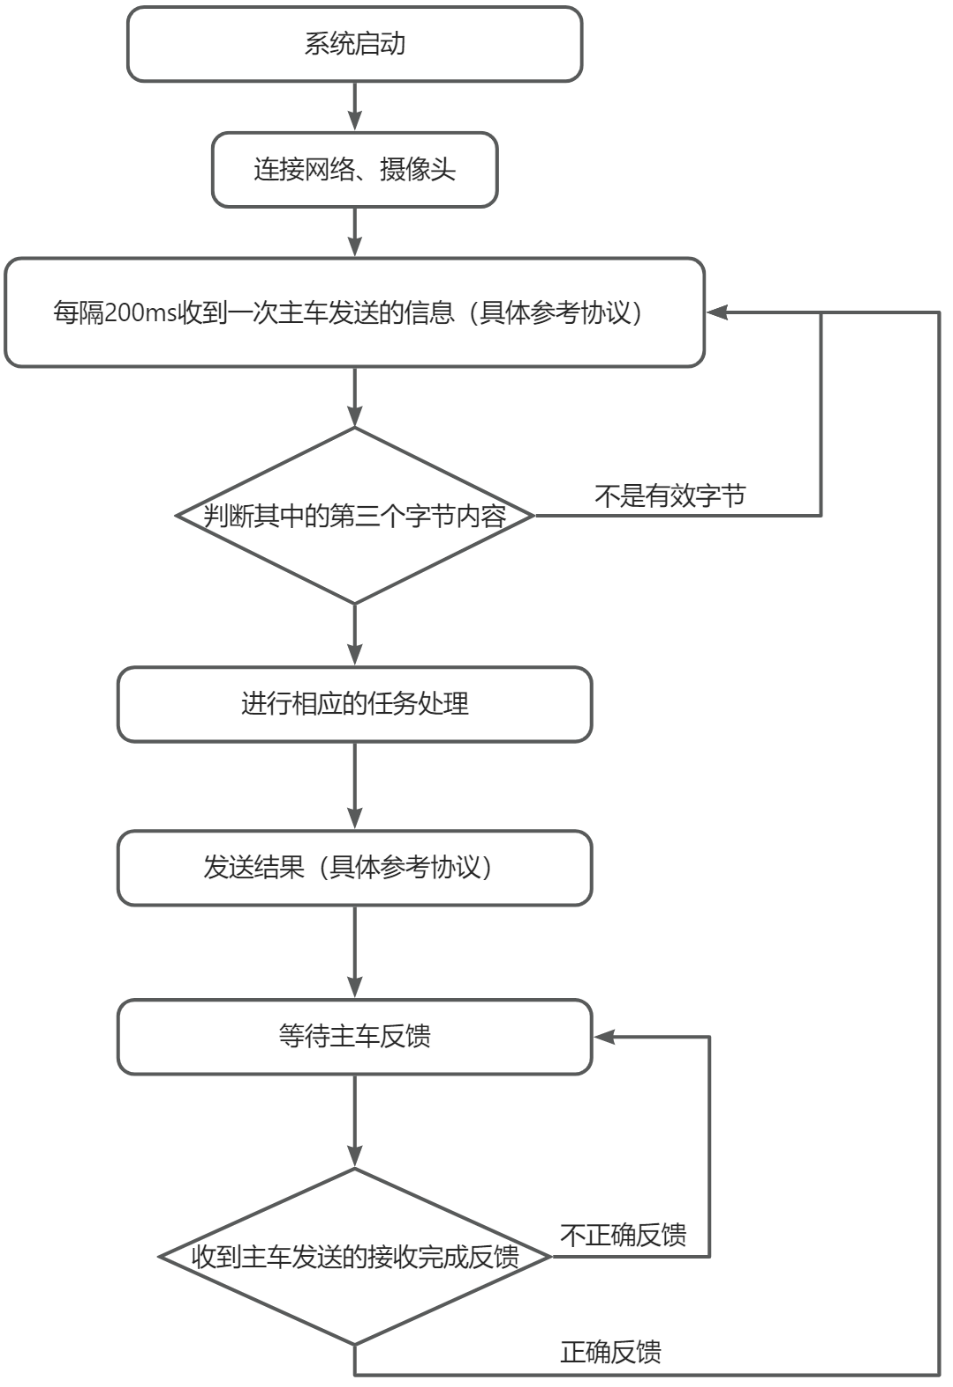 系统启动
连接网络、摄像头
每隔200ms收到一次主车发送的信息（具体参考协议）
判断其中的第三个字节内容
不是有效字节
进行相应的任务处理
发送结果（具体参考协议）
等待主车反馈
不正确反馈
收到主车发送的接收完成反馈
正确反馈